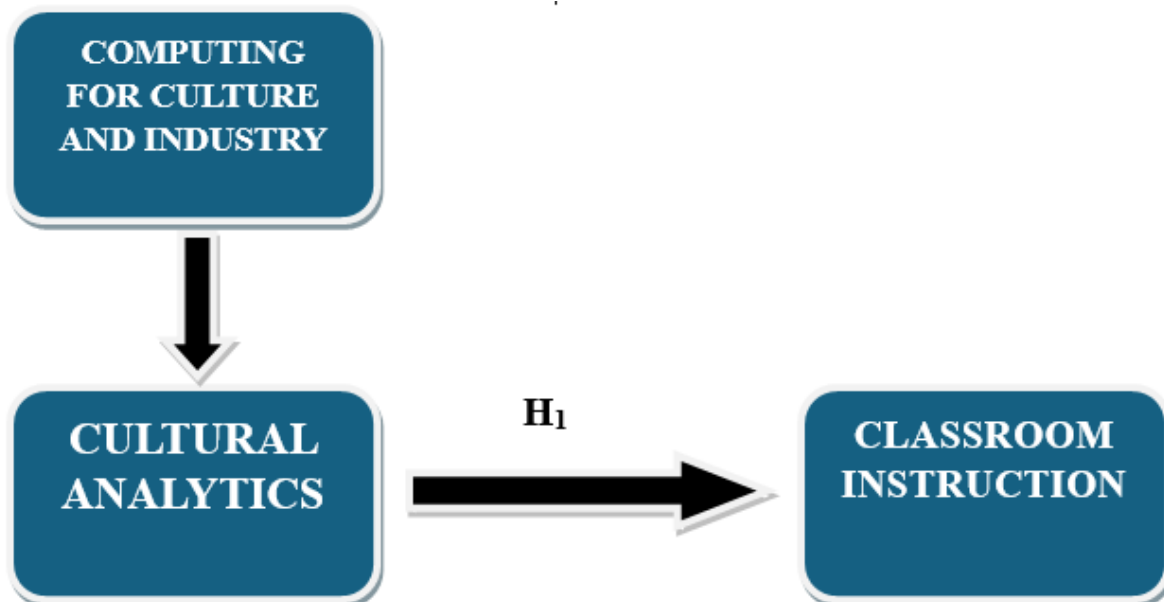 COMPUTING
FOR CULTURE
AND INDUSTRY
CULTURAL
ANALYTICS
H₁
CLASSROOM
INSTRUCTION